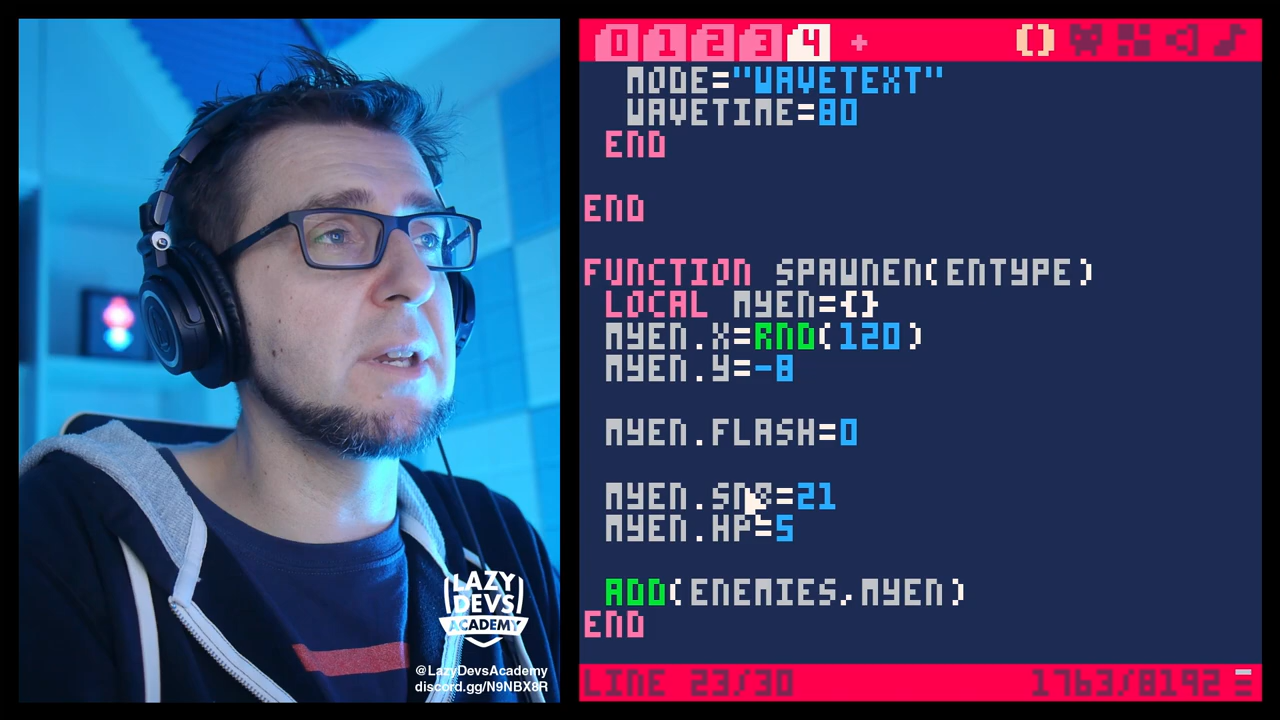 0 1 2 3 4 + ()
MODE="WAVETEXT"
WAVETIME=80
END
END
FUNCTION SPAWNEN(ENTYPE)
LOCAL MYEN={}
MYEN.X=RND(120)
MYEN.Y=-8
MYEN.FLASH=0
MYEN.SPR=21
MYEN.HP=5
ADD(ENEMIES,MYEN)
END
LINE 23/30 1763/8192
LAZY
DEVS
ACADEMY
@LazyDevsAcademy
discord.gg/N9NBX8R